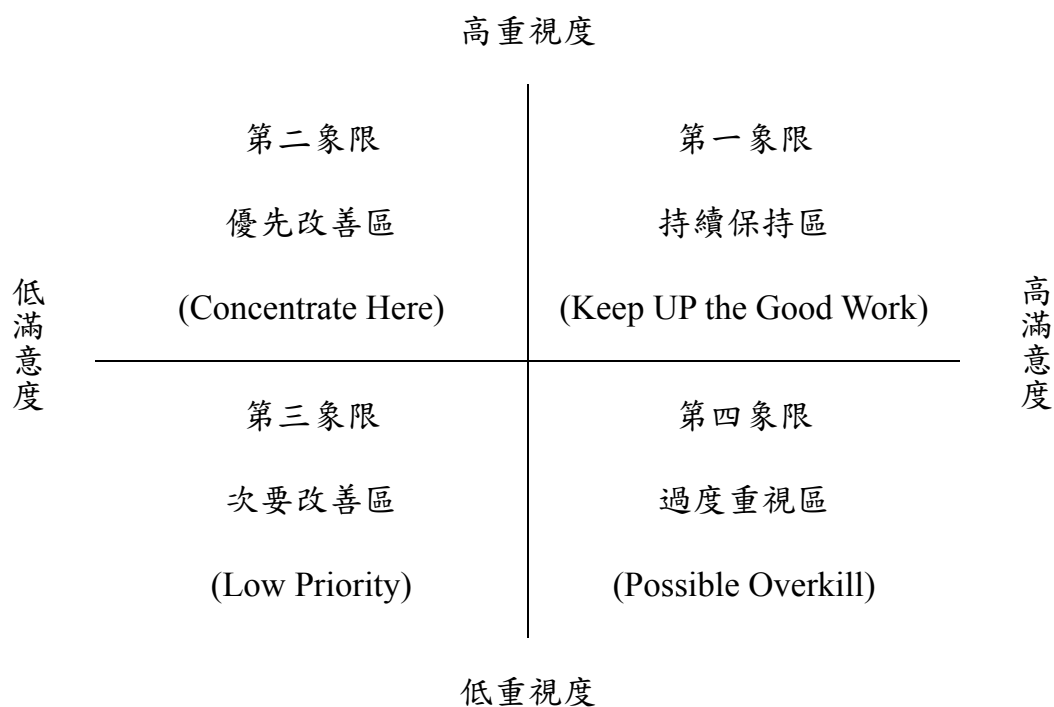 高重視度
第二象限
優先改善區
(Concentrate Here)
第一象限
持續保持區
(Keep UP the Good Work)
低滿意度
高滿意度
第三象限
次要改善區
(Low Priority)
第四象限
過度重視區
(Possible Overkill)
低重視度